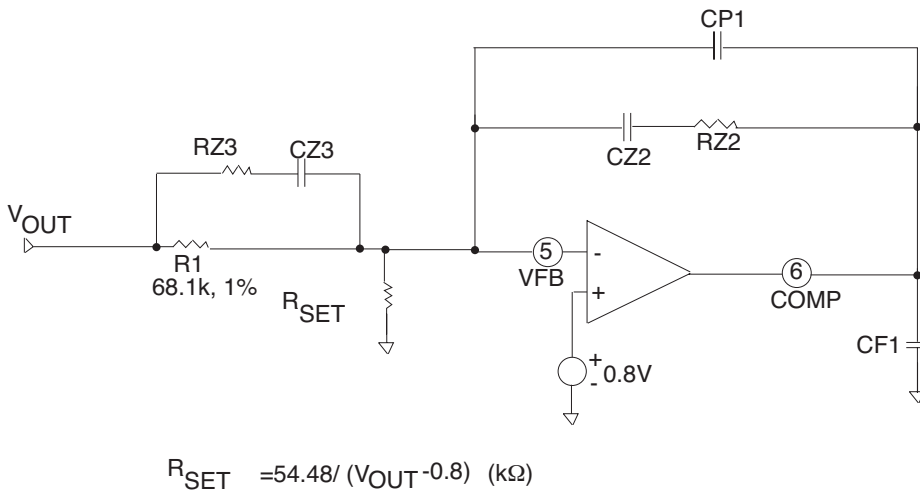 CP1
CZ2
RZ2
RZ3
CZ3
VOUT
R1
68.1k, 1%
RSET
5
VFB
-
+
6
COMP
CF1
+
-
0.8V
RSET =54.48/ (VOUT-0.8) (kΩ)